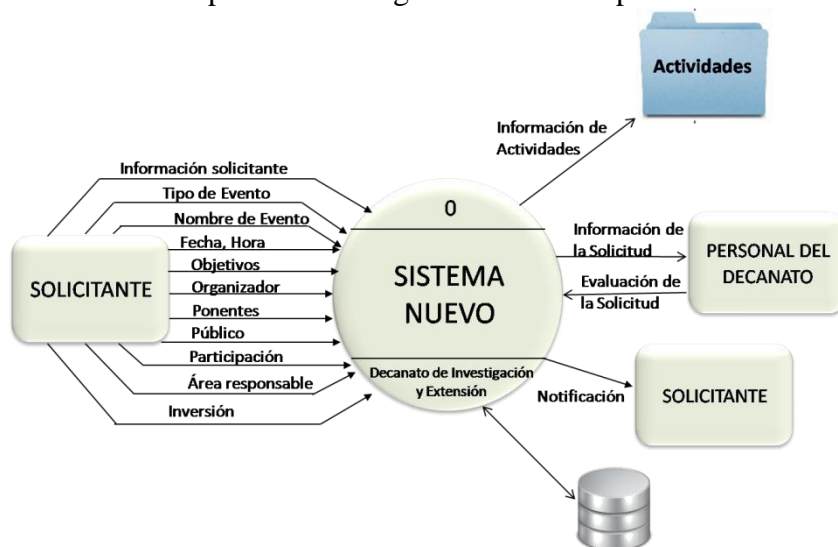 Actividades
Información de
Actividades
Información solicitante
Tipo de Evento
Nombre de Evento
Fecha, Hora
Objetivos
Organizador
Ponentes
Público
Participación
Área responsable
Inversión
SOLICITANTE
0
SISTEMA
NUEVO
Decanato de Investigación
y Extensión
Información de
la Solicitud
Evaluación de
la Solicitud
PERSONAL DEL
DECANATO
Notificación
SOLICITANTE